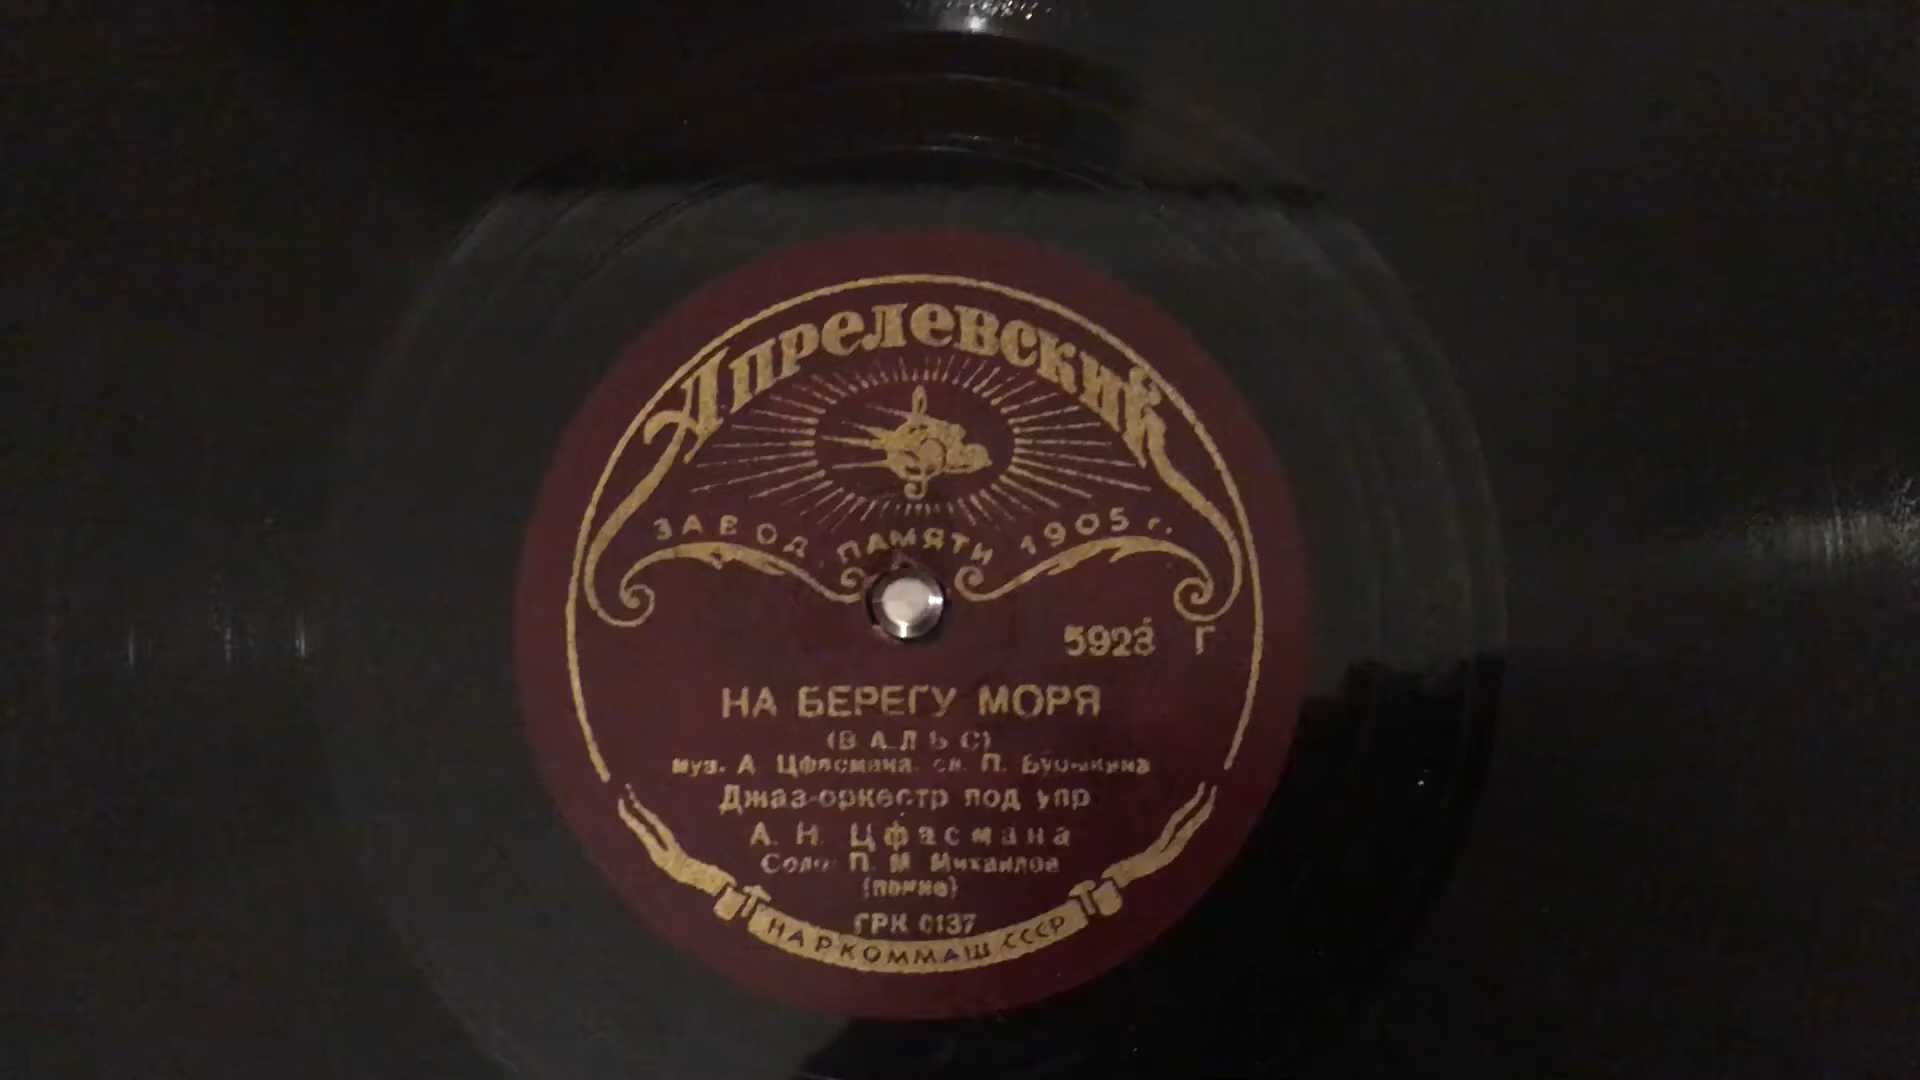 Апрелевский
ЗАВОД ПАМЯТИ 1905 г.
5923 Г
НА БЕРЕГУ МОРЯ
(ВАЛЬС)
муз. А Цфасмана. сл. П.
Джаз-оркестр под упр
А. Н. Цфасмана
Соло: П. М. Михайлов
(пение)
ГРК 0137
НАРКОММАШ СССР